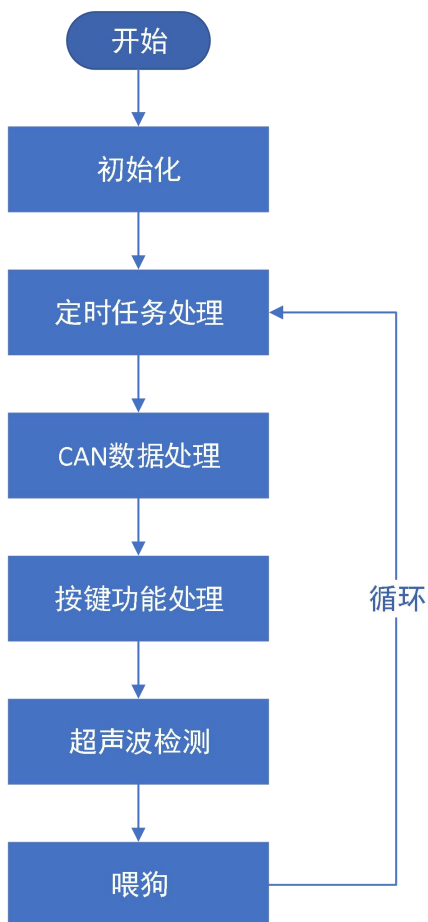 开始
初始化
定时任务处理
CAN数据处理
按键功能处理
循环
超声波检测
喂狗